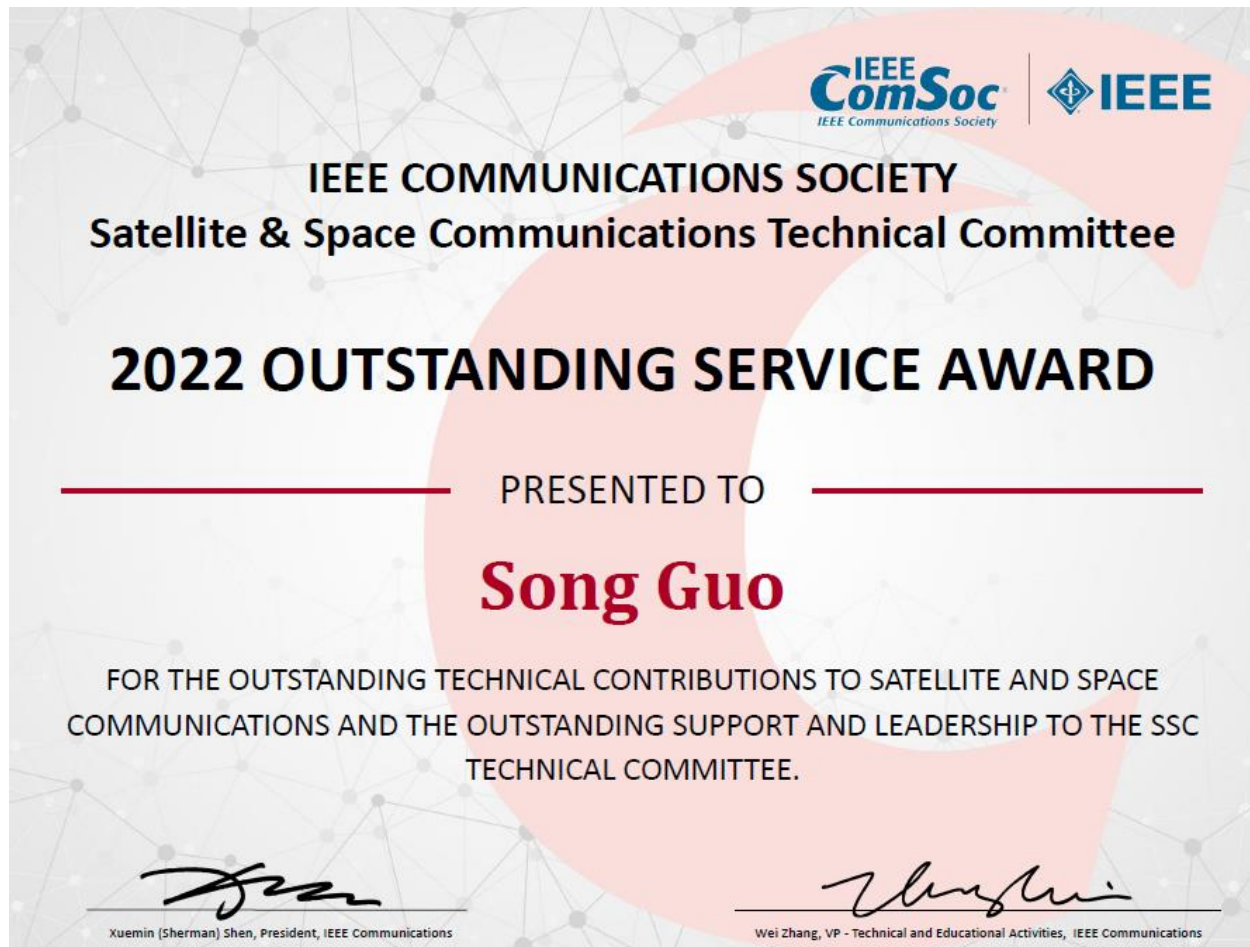 IEEE
ComSoc
IEEE Communications Society
IEEE
IEEE COMMUNICATIONS SOCIETY
Satellite & Space Communications Technical Committee
2022 OUTSTANDING SERVICE AWARD
PRESENTED TO
Song Guo
FOR THE OUTSTANDING TECHNICAL CONTRIBUTIONS TO SATELLITE AND SPACE
COMMUNICATIONS AND THE OUTSTANDING SUPPORT AND LEADERSHIP TO THE SSC
TECHNICAL COMMITTEE.
Xuemin (Sherman) Shen, President, IEEE Communications
Wei Zhang, VP - Technical and Educational Activities, IEEE Communications